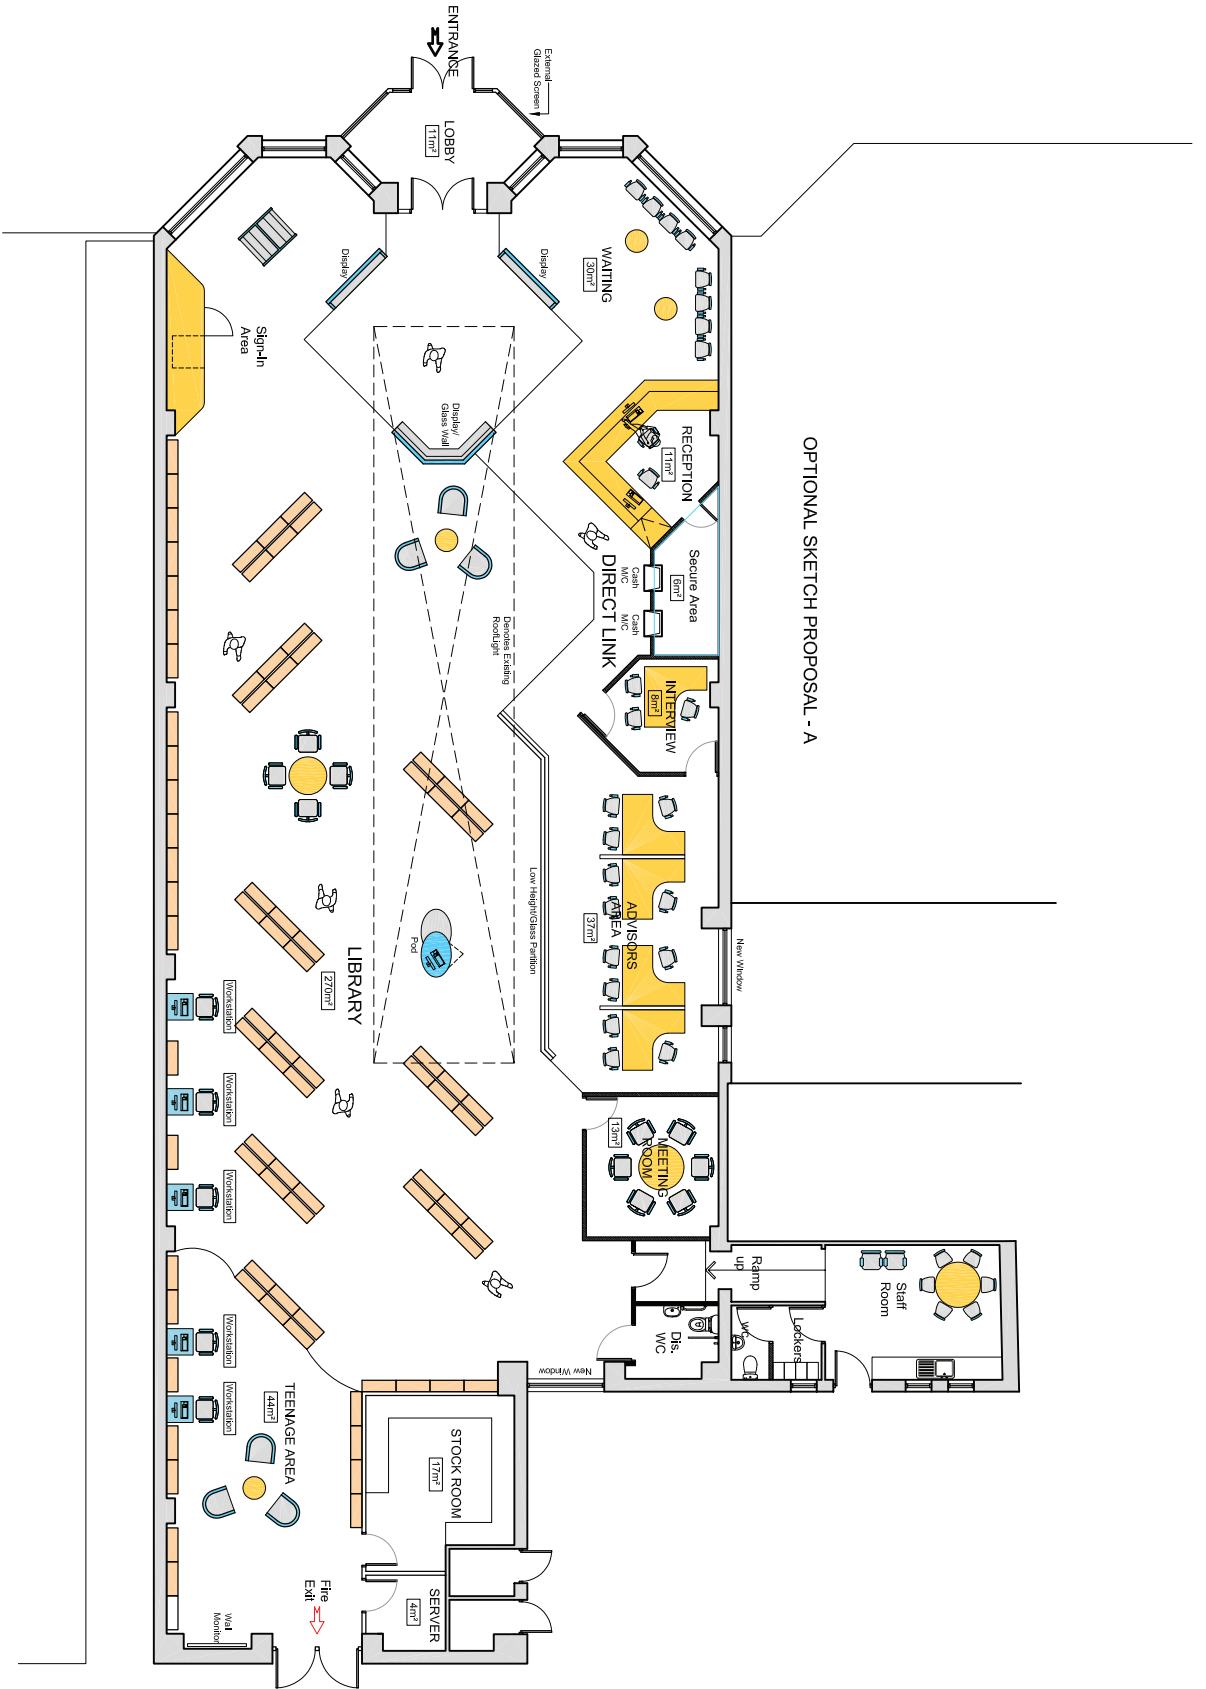 OPTIONAL SKETCH PROPOSAL - A
ENTRANCE
External
Glazed Screen
LOBBY
11m²
Display
Display
WAITING
30m²
Sign-In
Area
Display/
Glass Wall
RECEPTION
11m²
Secure Area
6m²
Cash
M/C
Cash
M/C
DIRECT LINK
Denotes Existing
RoofLight
INTERVIEW
8m²
Low Height/Glass Partition
ADVISORS
AREA
37m²
New Window
Pod
LIBRARY
270m²
Workstation
Workstation
Workstation
Workstation
Workstation
MEETING
ROOM
13m²
Ramp
up
Staff
Room
Lockers
WC
Dis.
WC
New Window
TEENAGE AREA
44m²
STOCK ROOM
17m²
SERVER
4m²
Fire
Exit
Wall
Monitor